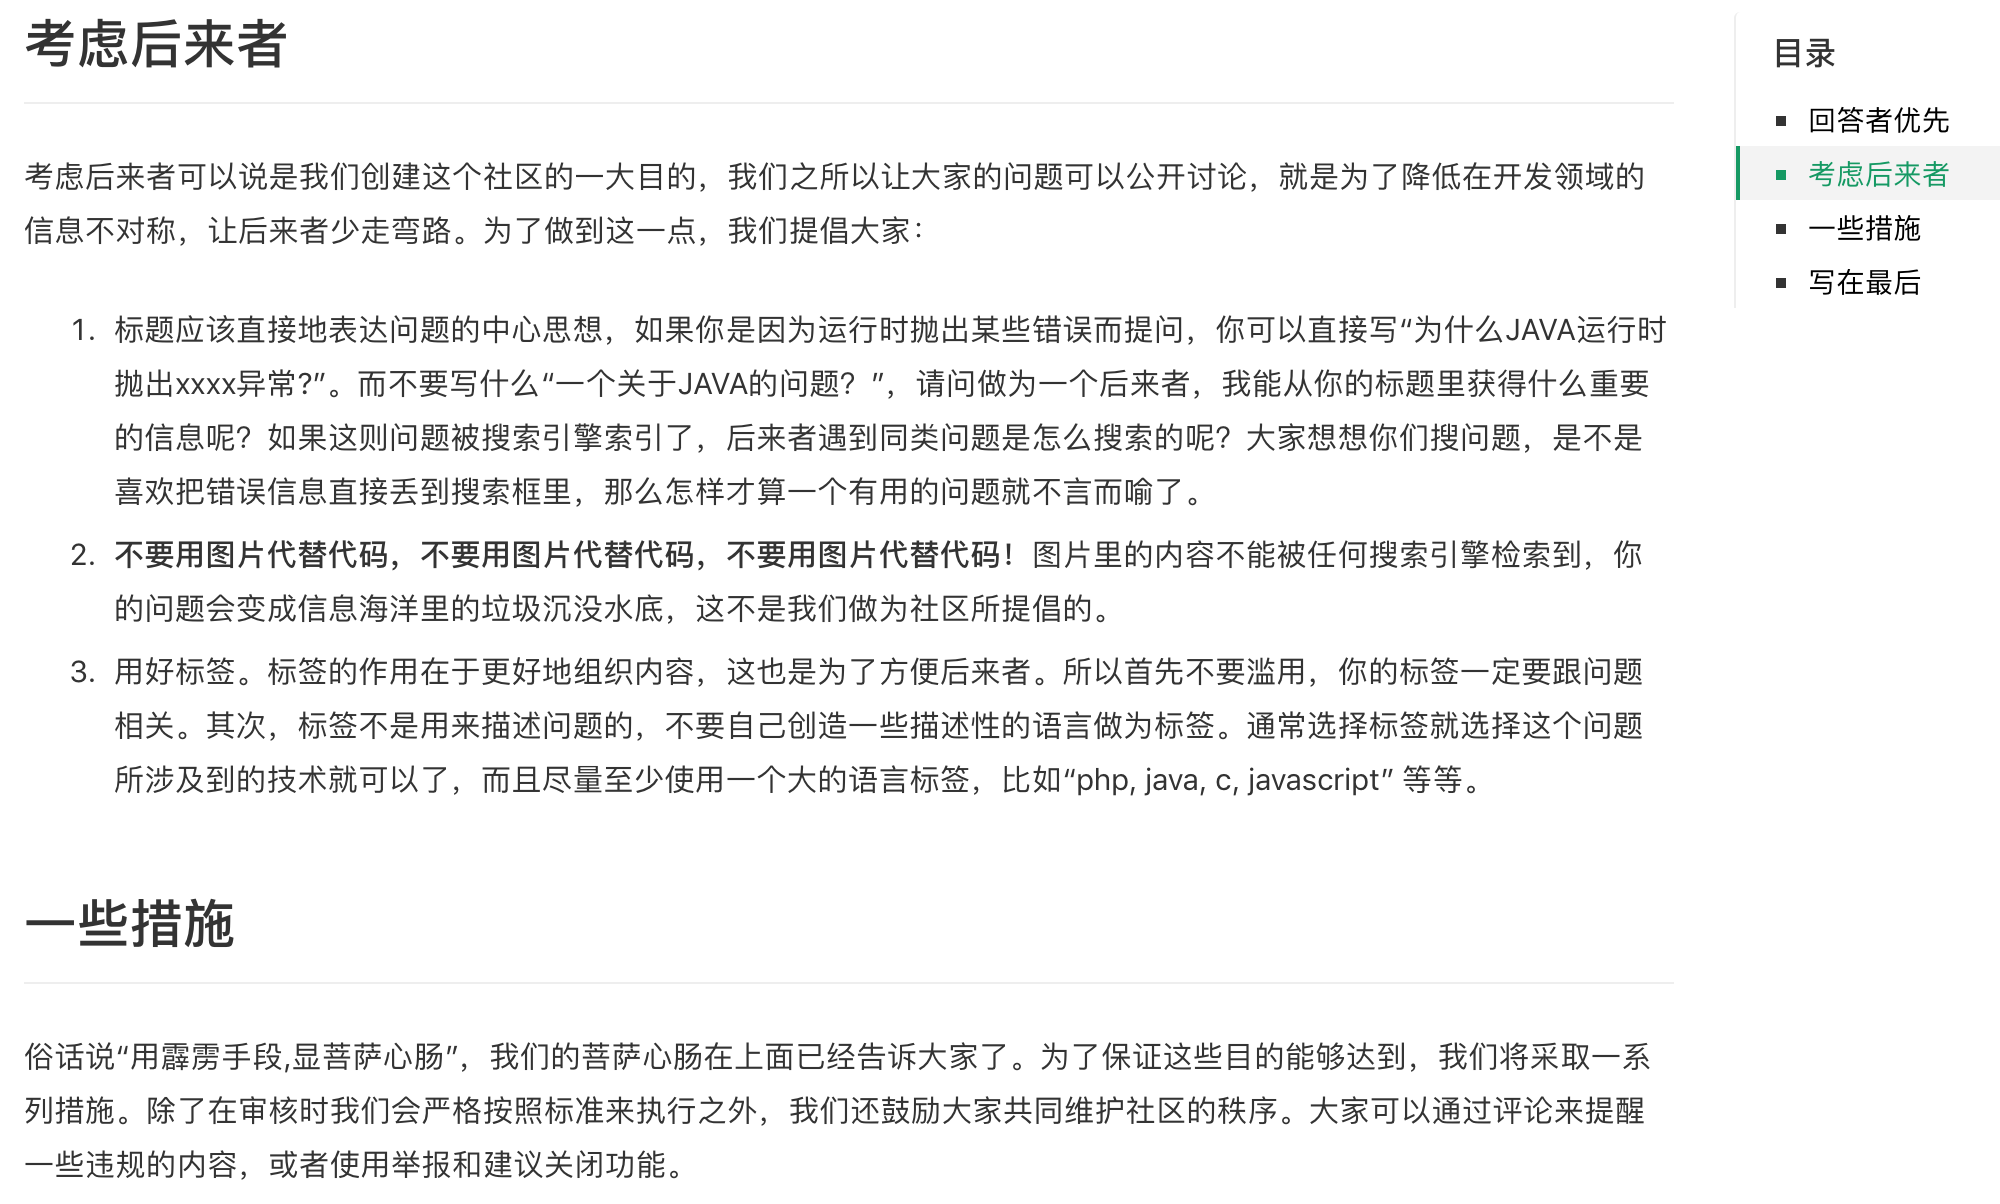 考虑后来者
考虑后来者可以说是我们创建这个社区的一大目的，我们之所以让大家的问题可以公开讨论，就是为了降低在开发领域的
信息不对称，让后来者少走弯路。为了做到这一点，我们提倡大家：
1. 标题应该直接地表达问题的中心思想，如果你是因为运行时抛出某些错误而提问，你可以直接写“为什么JAVA运行时
抛出xxxx异常?”。而不要写什么“一个关于JAVA的问题？”，请问做为一个后来者，我能从你的标题里获得什么重要
的信息呢？如果这则问题被搜索引擎索引了，后来者遇到同类问题是怎么搜索的呢？大家想想你们搜问题，是不是
喜欢把错误信息直接丢到搜索框里，那么怎样才算一个有用的问题就不言而喻了。
2. 不要用图片代替代码，不要用图片代替代码，不要用图片代替代码！图片里的内容不能被任何搜索引擎检索到，你
的问题会变成信息海洋里的垃圾沉没水底，这不是我们做为社区所提倡的。
3. 用好标签。标签的作用在于更好地组织内容，这也是为了方便后来者。所以首先不要滥用，你的标签一定要跟问题
相关。其次，标签不是用来描述问题的，不要自己创造一些描述性的语言做为标签。通常选择标签就选择这个问题
所涉及到的技术就可以了，而且尽量至少使用一个大的语言标签，比如“php, java, c, javascript” 等等。
一些措施
俗话说“用霹雳手段,显菩萨心肠”，我们的菩萨心肠在上面已经告诉大家了。为了保证这些目的能够达到，我们将采取一系
列措施。除了在审核时我们会严格按照标准来执行之外，我们还鼓励大家共同维护社区的秩序。大家可以通过评论来提醒
一些违规的内容，或者使用举报和建议关闭功能。
目录
回答者优先
考虑后来者
一些措施
写在最后